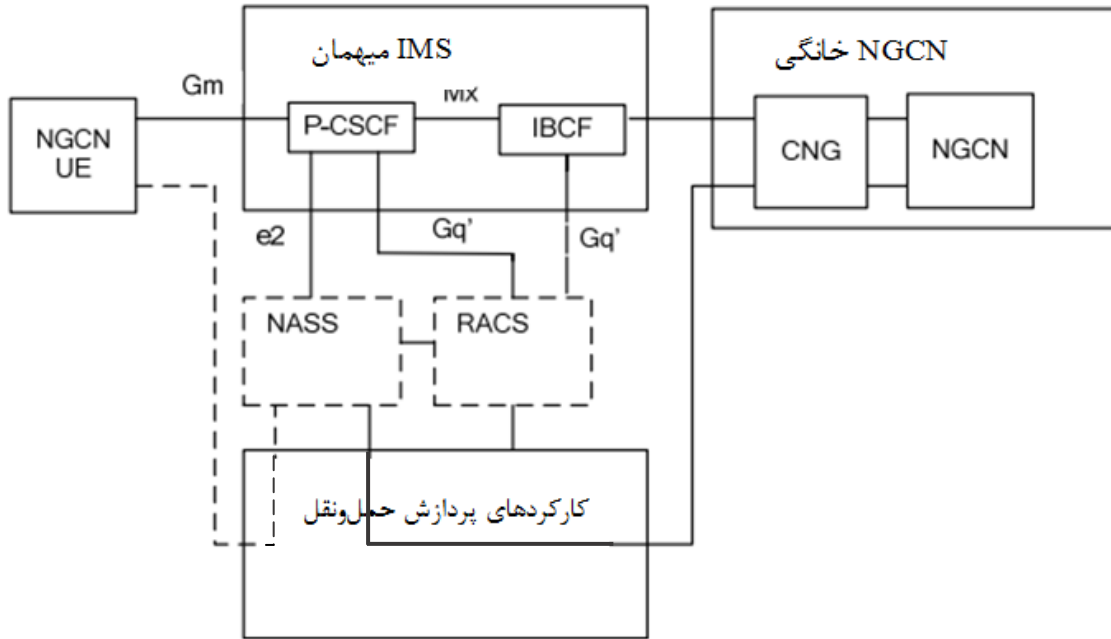 IMS میهمان
NGCN خانگی
Gm
Mx
NGCN
UE
P-CSCF
IBCF
CNG
NGCN
e2
Gq'
Gq'
NASS
RACS
کارکردهای پردازش حمل‌ونقل